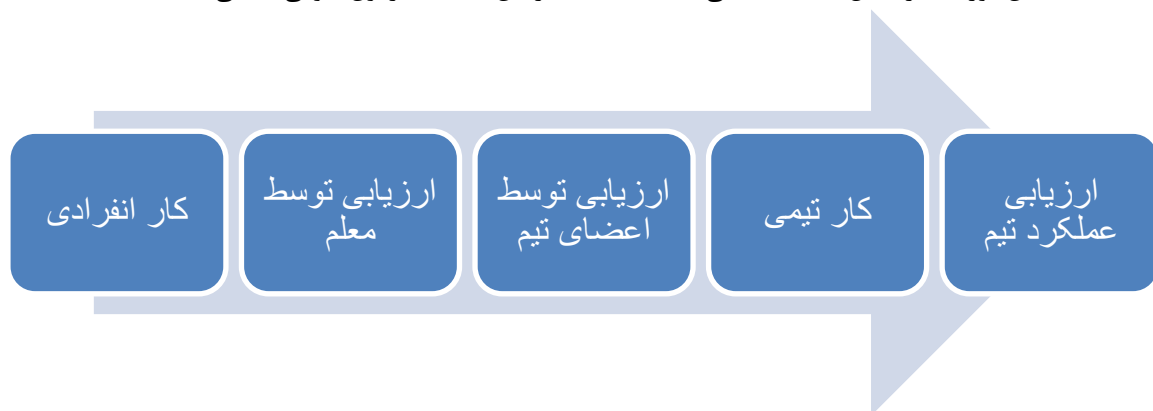 کار انفرادی
ارزیابی توسط
معلم
ارزیابی توسط
اعضای تیم
کار تیمی
ارزیابی
عملکرد تیم